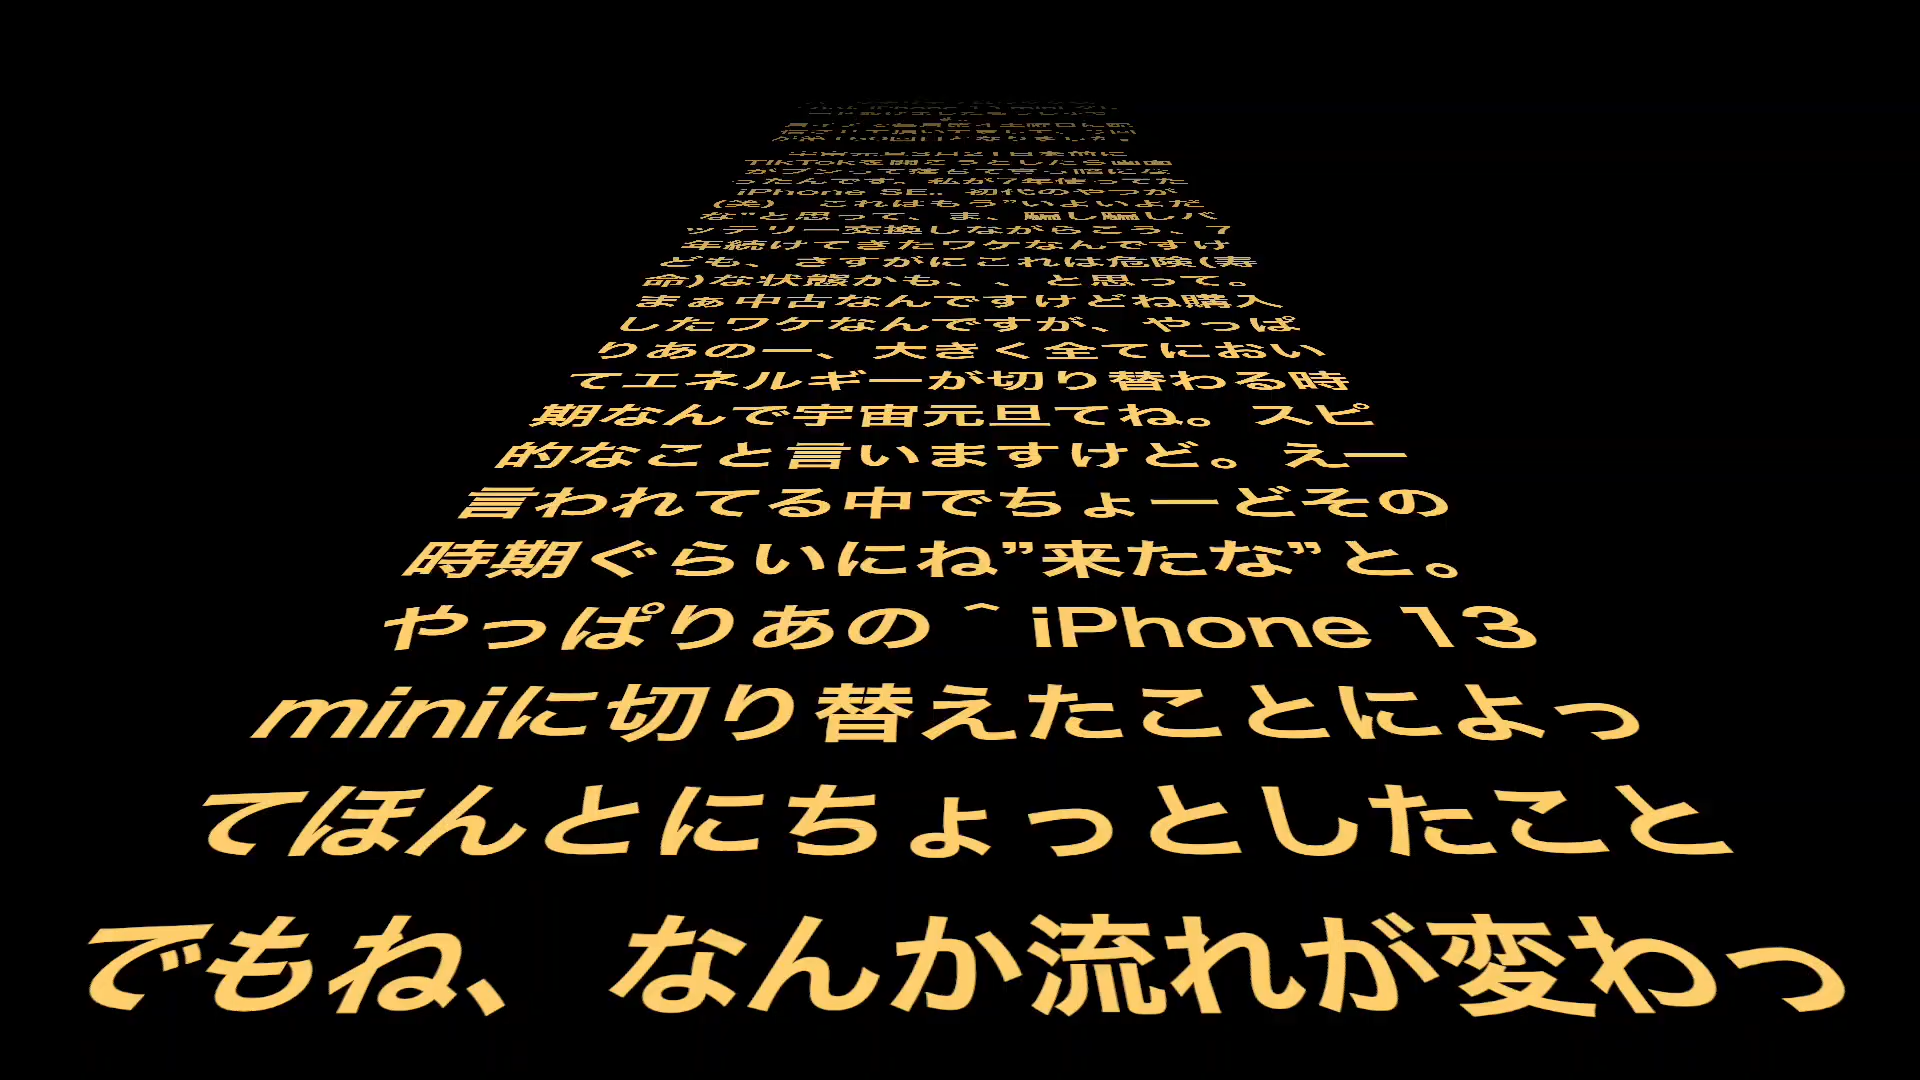 TikTokを開こうとしたら画面
がブンって落ちて真っ暗にな
ったんです。私が7年使ってた
iPhone SE.. 初代のやつが
(笑) これはもう”いよいよだ
な”と思って、ま、騙し騙しバ
ッテリー交換しながらこう、7
年続けてきたワケなんですけ
ども、さすがにこれは危険(寿
命)な状態かも、、と思って。
まぁ中古なんですけどね購入
したワケなんですが、やっぱ
りあのー、大きく全てにおい
てエネルギーが切り替わる時
期なんで宇宙元旦てね。スピ
的なこと言いますけど。えー
言われてる中でちょーどその
時期ぐらいにね”来たな”と。
やっぱりあの＾iPhone 13
miniに切り替えたことによっ
てほんとにちょっとしたこと
でもね、なんか流れが変わっ